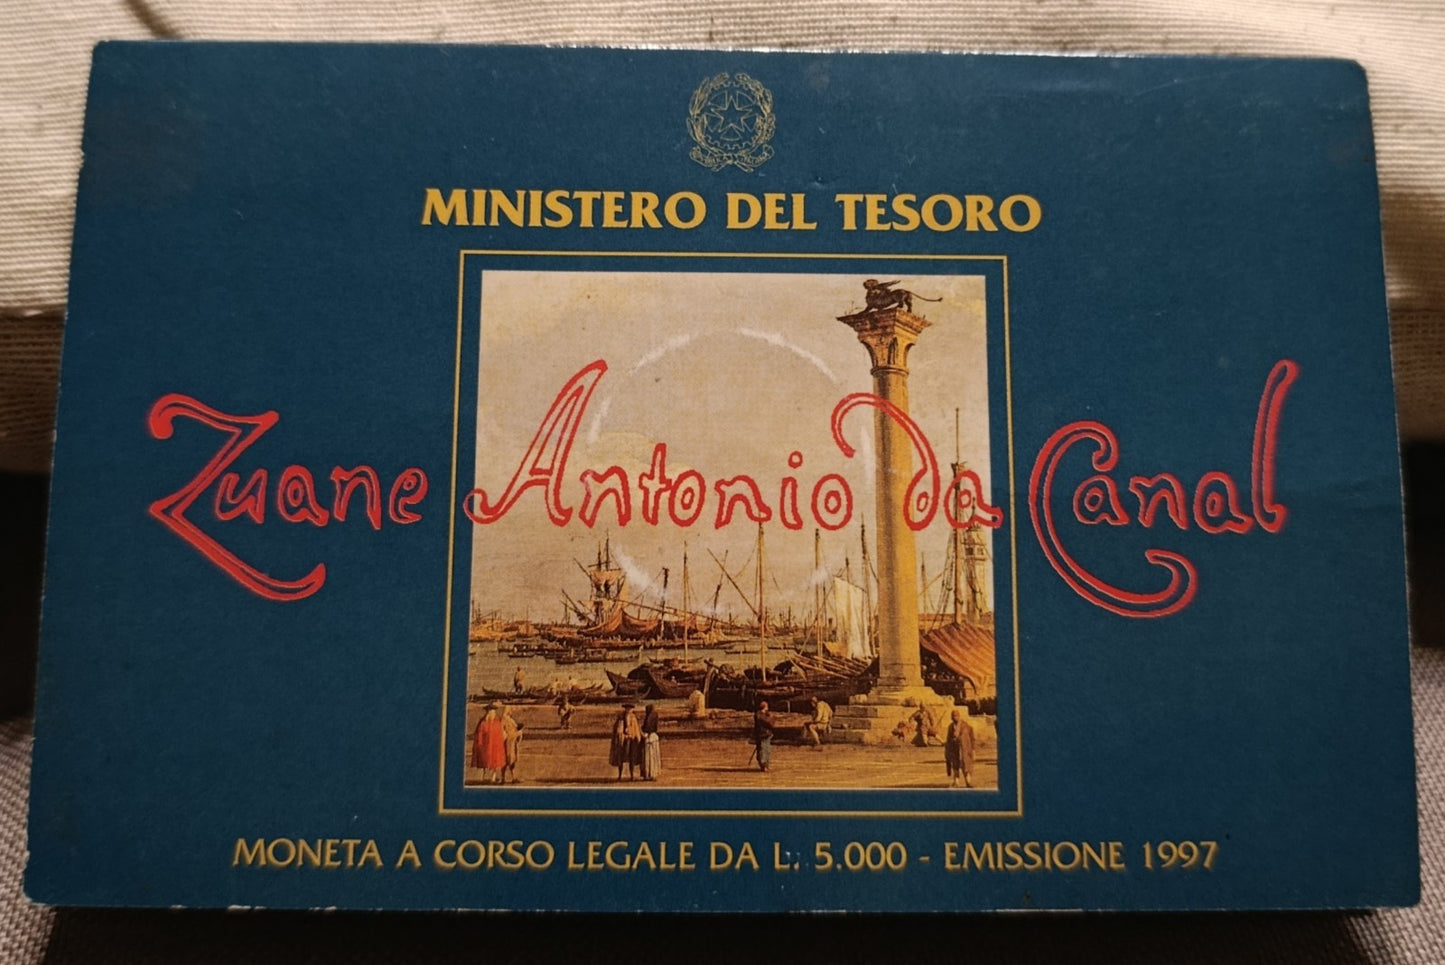 MINISTERO DEL TESORO
Zuane Antonio da Canal
MONETA A CORSO LEGALE DA L. 5.000 - EMISSIONE 1997